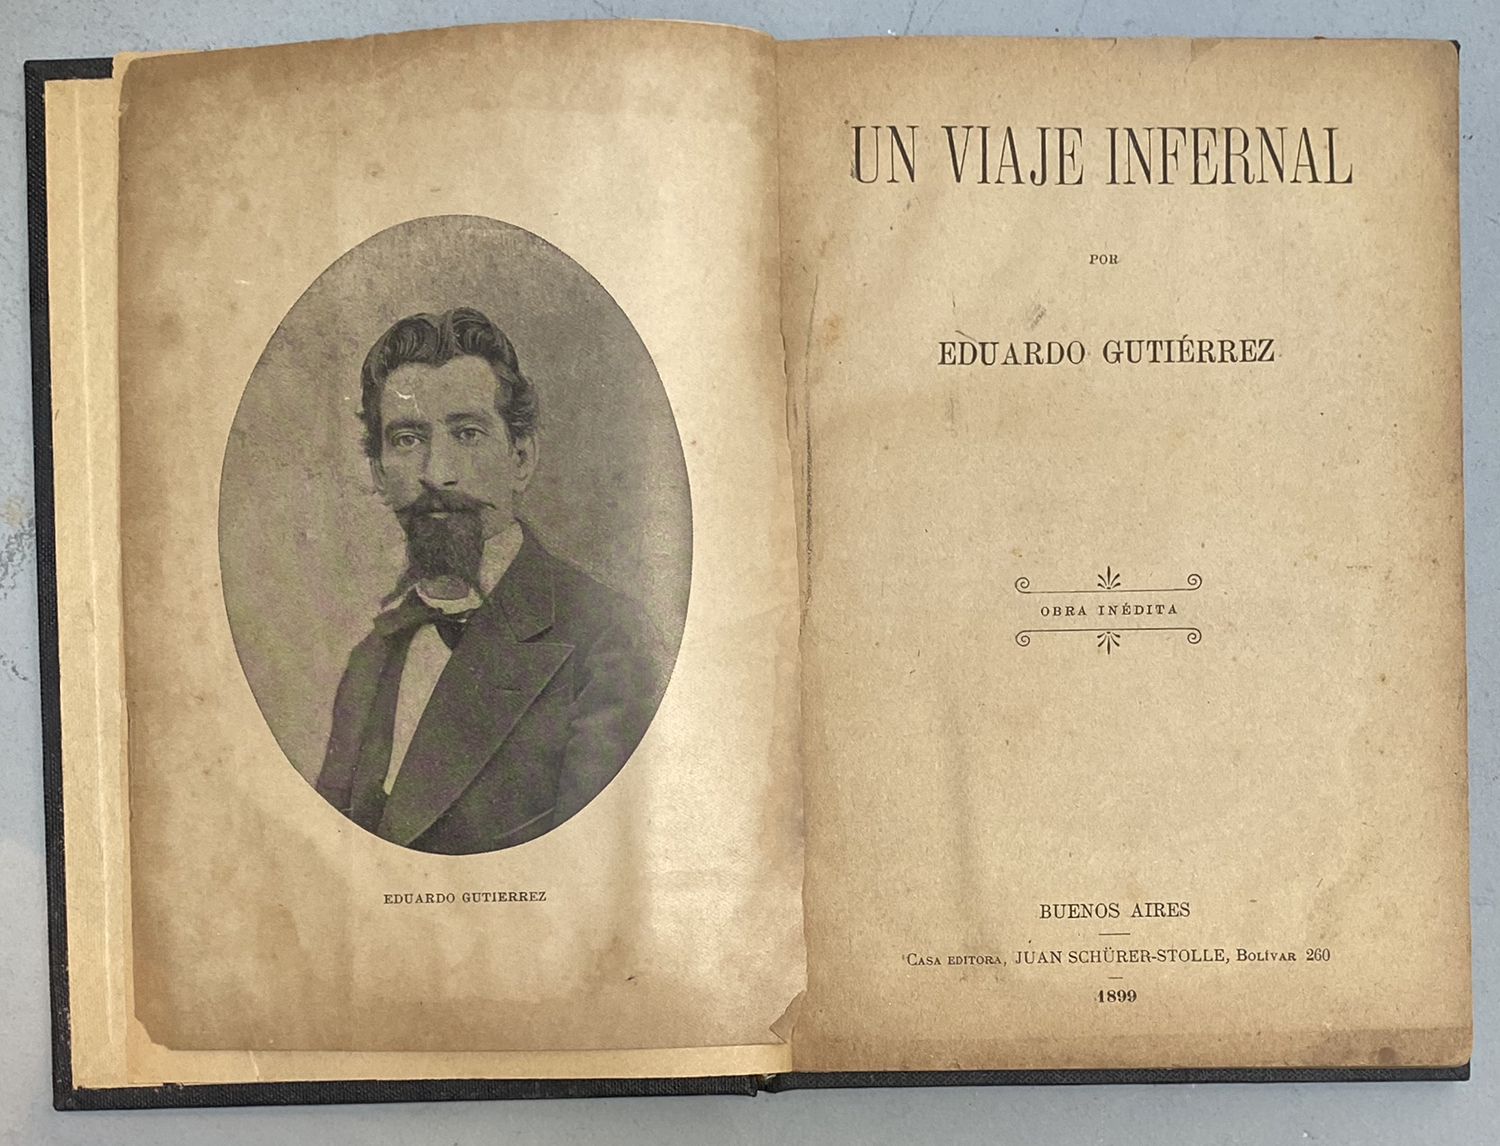 EDUARDO GUTIERREZ
UN VIAJE INFERNAL
POR
EDUARDO GUTIÉRREZ
OBRA INÉDITA
BUENOS AIRES
CASA EDITORA, JUAN SCHÜRER-STOLLE, BOLÍVAR 260
1899